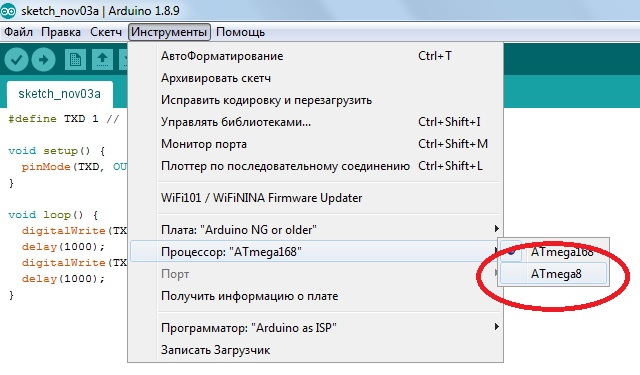 sketch_nov03a | Arduino 1.8.9
Файл Правка Скетч Инструменты Помощь
sketch_nov03a
АвтоФорматирование Ctrl+T
Архивировать скетч
Исправить кодировку и перезагрузить
Управлять библиотеками... Ctrl+Shift+I
Монитор порта Ctrl+Shift+M
Плоттер по последовательному соединению Ctrl+Shift+L
WiFi101 / WiFiNINA Firmware Updater
Плата: "Arduino NG or older"
Процессор: "ATmega168"
Порт
Получить информацию о плате
Программатор: "Arduino as ISP"
Записать Загрузчик
ATmega168
ATmega8
#define TXD 1 //
void setup() {
pinMode(TXD, OU
}
void loop() {
digitalWrite(TX
delay(1000);
digitalWrite(TX
delay(1000);
}